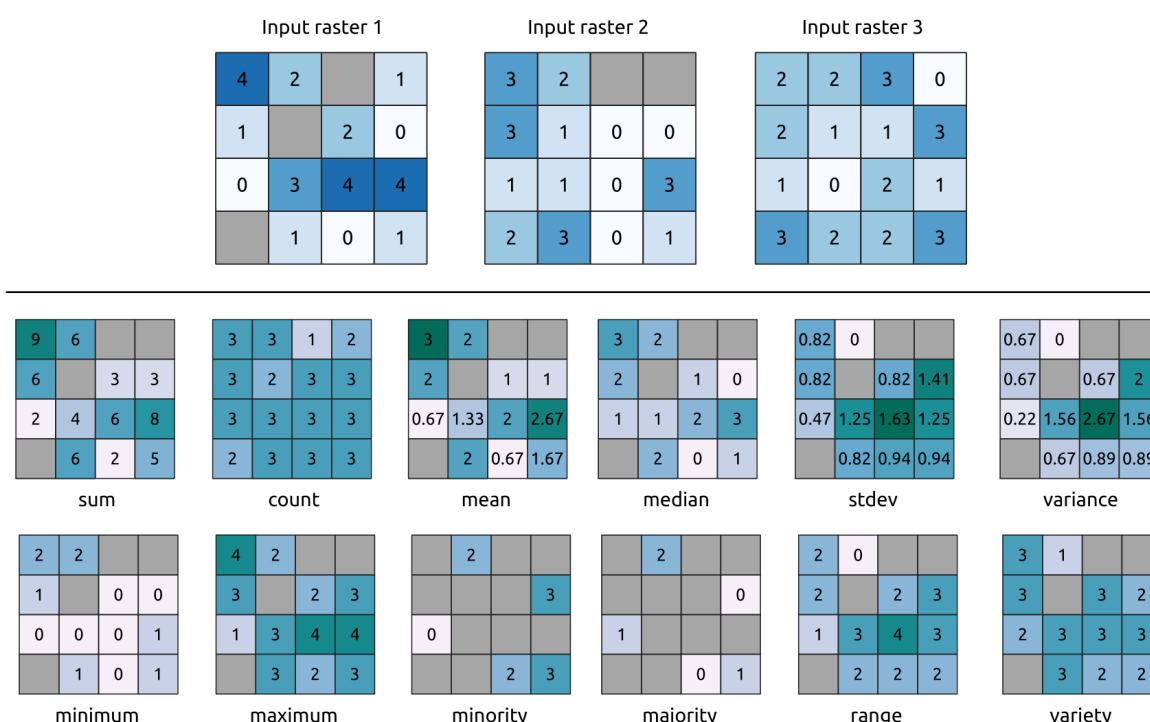 Input raster 1 Input raster 2 Input raster 3
4 2 1 3 2 2 2 3 0
1 2 0 3 1 0 0 2 1 1 3
0 3 4 4 1 1 0 3 1 0 2 1
1 0 1 2 3 0 1 3 2 2 3
9 6 3 3 1 2 3 2 3 2 0.82 0 0.67 0
6 3 3 3 2 3 3 2 1 1 2 1 0 0.82 0.82 1.41 0.67 0.67 2
2 4 6 8 3 3 3 3 0.67 1.33 2 2.67 1 1 2 3 0.47 1.25 1.63 1.25 0.22 1.56 2.67 1.56
6 2 5 2 3 3 3 2 0.67 1.67 2 0 1 0.82 0.94 0.94 0.67 0.89 0.89
sum count mean median stdev variance
2 2 4 2 2 2 2 0 3 1
1 0 0 3 2 3 3 0 2 2 3 3 3 2
0 0 0 1 1 3 4 4 0 1 1 3 4 3 2 3 3 3
1 0 1 3 2 3 2 3 0 1 2 2 2 3 2 2
minimum maximum minority majority range variety